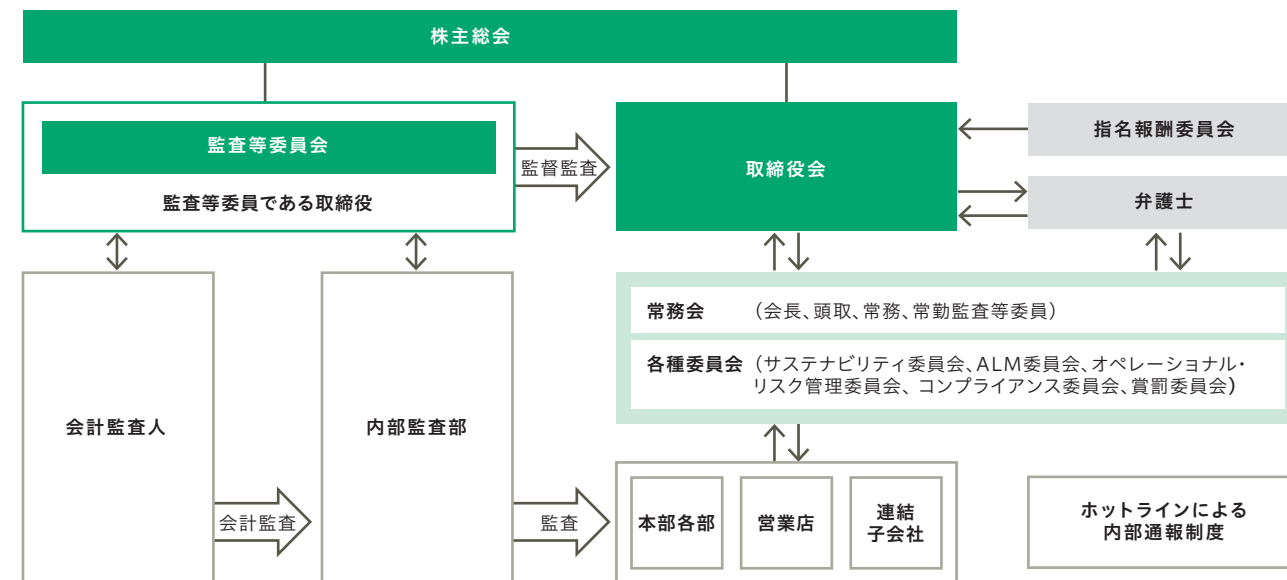 株主総会
監査等委員会
監査等委員である取締役
監督監査
取締役会
指名報酬委員会
弁護士
常務会 （会長、頭取、常務、常勤監査等委員）
各種委員会 （サステナビリティ委員会、ALM委員会、オペレーショナル・
リスク管理委員会、コンプライアンス委員会、賞罰委員会）
会計監査人
内部監査部
会計監査
監査
本部各部
営業店
連結
子会社
ホットラインによる
内部通報制度